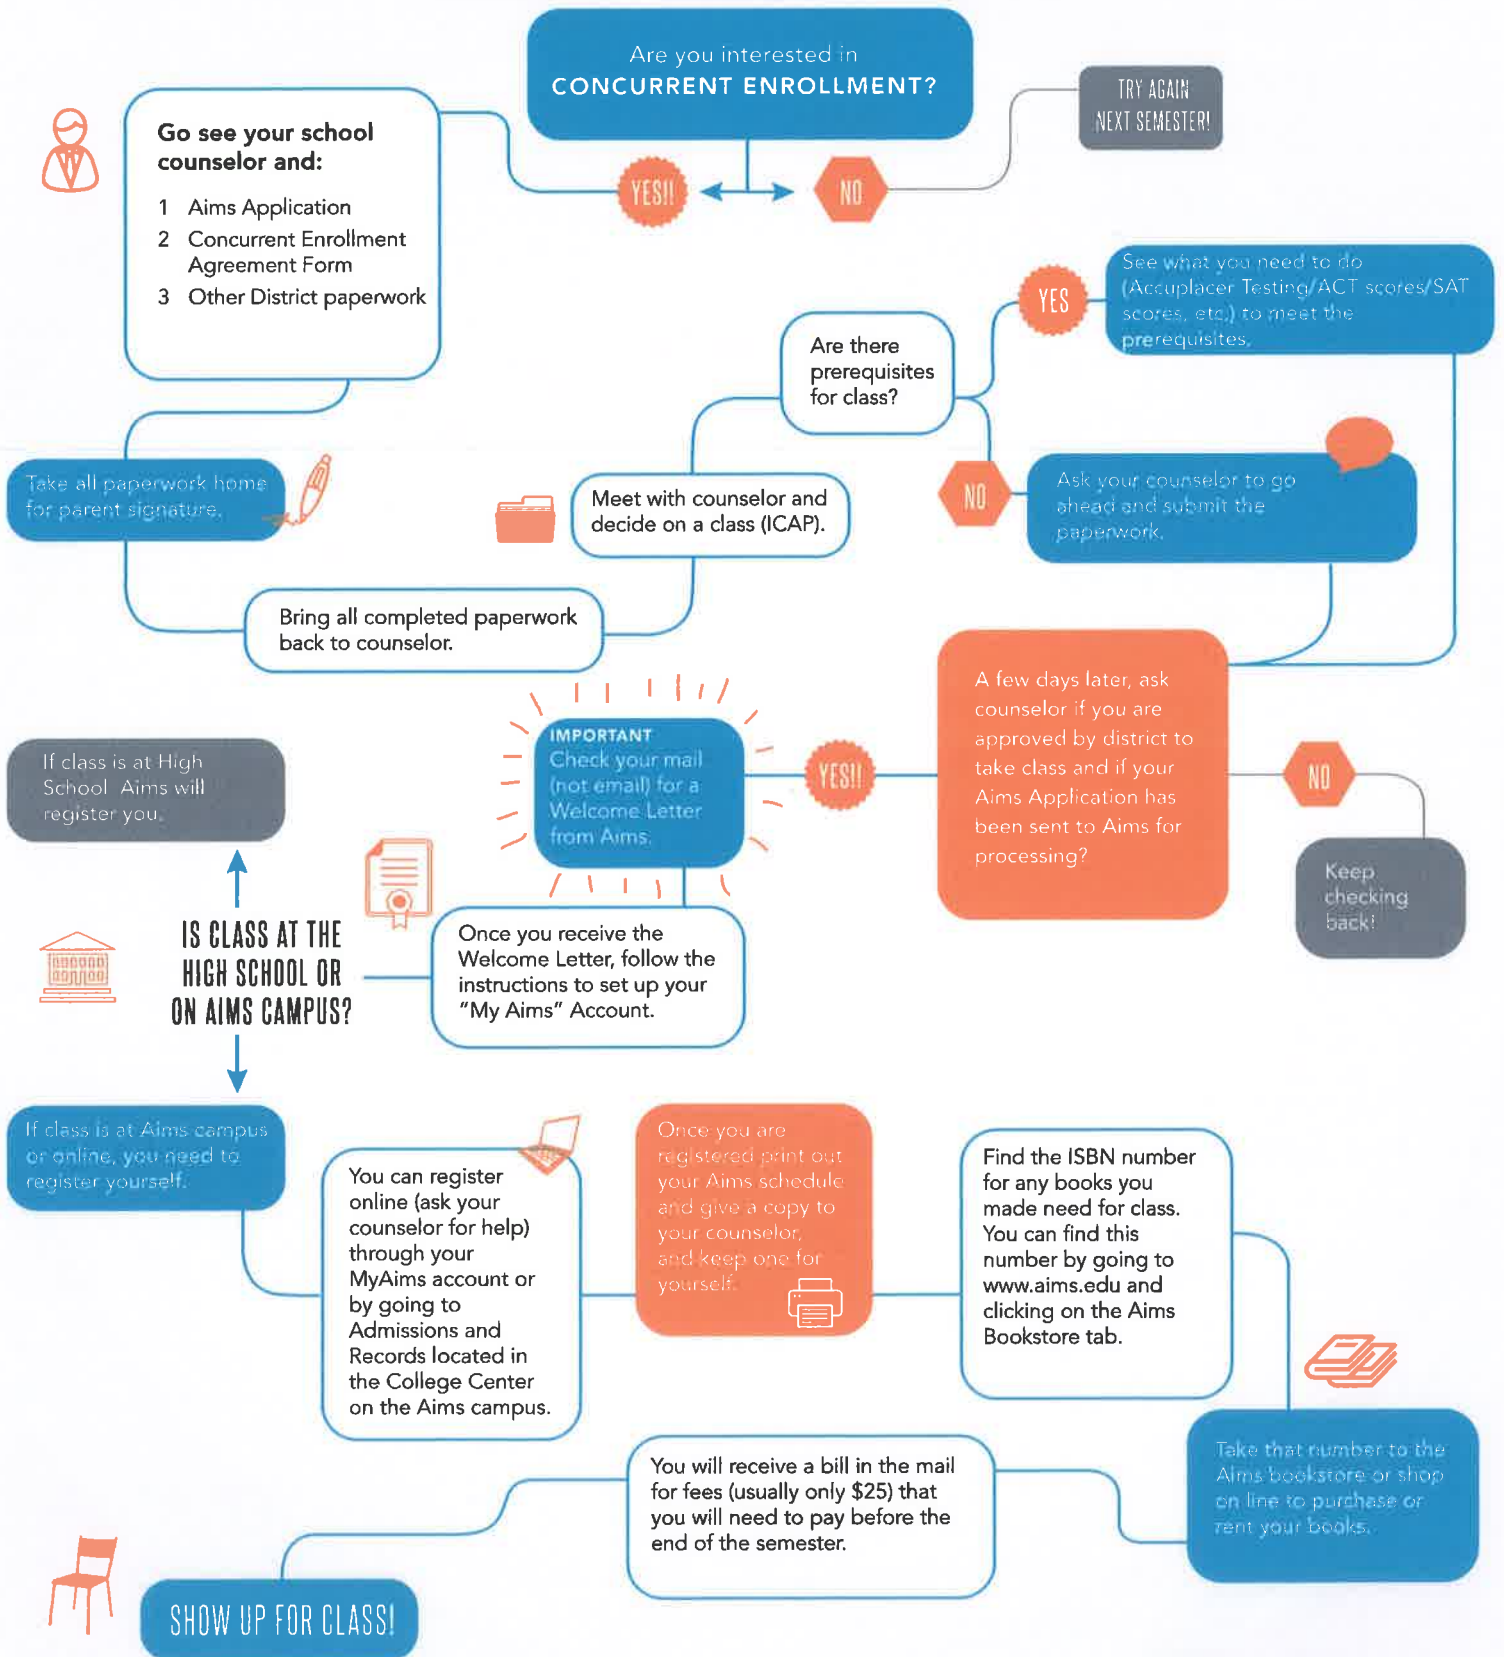 Are you interested in
CONCURRENT ENROLLMENT?
TRY AGAIN
NEXT SEMESTER!
YES!!
NO
Go see your school
counselor and:
1 Aims Application
2 Concurrent Enrollment
Agreement Form
3 Other District paperwork
Take all paperwork home
for parent signature.
Bring all completed paperwork
back to counselor.
Meet with counselor and
decide on a class (ICAP).
Are there
prerequisites
for class?
YES
See what you need to do
(Accuplacer Testing/ACT scores/SAT
scores, etc.) to meet the
prerequisites.
NO
Ask your counselor to go
ahead and submit the
paperwork.
A few days later, ask
counselor if you are
approved by district to
take class and if your
Aims Application has
been sent to Aims for
processing?
NO
Keep
checking
back!
YES!!
IMPORTANT
Check your mail
(not email) for a
Welcome Letter
from Aims.
Once you receive the
Welcome Letter, follow the
instructions to set up your
"My Aims" Account.
IS CLASS AT THE
HIGH SCHOOL OR
ON AIMS CAMPUS?
If class is at High
School Aims will
register you.
If class is at Aims campus
or online, you need to
register yourself.
You can register
online (ask your
counselor for help)
through your
MyAims account or
by going to
Admissions and
Records located in
the College Center
on the Aims campus.
Once you are
registered print out
your Aims schedule
and give a copy to
your counselor,
and keep one for
yourself.
Find the ISBN number
for any books you
made need for class.
You can find this
number by going to
www.aims.edu and
clicking on the Aims
Bookstore tab.
Take that number to the
Aims bookstore or shop
on line to purchase or
rent your books.
You will receive a bill in the mail
for fees (usually only $25) that
you will need to pay before the
end of the semester.
SHOW UP FOR CLASS!